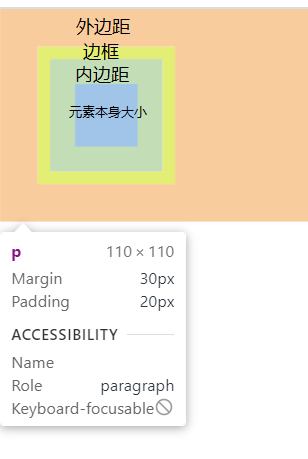 外边距
边框
内边距
元素本身大小
p 110 × 110
Margin 30px
Padding 20px
ACCESSIBILITY
Name
Role paragraph
Keyboard-focusable